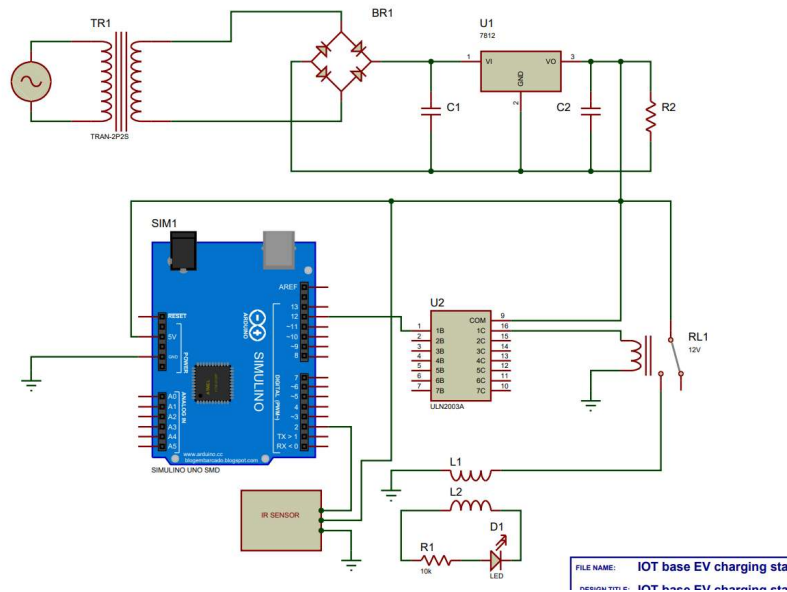 TR1
TRAN-2P2S
BR1
U1
7812
1
VI
VO
3
GND
2
C1
C2
R2
SIM1
AREF
13
12
~11
~10
~9
8
RESET
5V
GND
POWER
ARDUINO
SIMULINO
DIGITAL (PWM~)
7
~6
~5
4
~3
2
TX > 1
RX < 0
ANALOG IN
A0
A1
A2
A3
A4
A5
www.arduino.cc
blogembarcado.blogspot.com
SIMULINO UNO SMD
U2
COM 9
1 1B 1C 16
2 2B 2C 15
3 3B 3C 14
4 4B 4C 13
5 5B 5C 12
6 6B 6C 11
7 7B 7C 10
ULN2003A
RL1
12V
IR SENSOR
L1
L2
R1
10k
D1
LED
FILE NAME: IOT base EV charging sta
DESIGN TITLE: IOT base EV charging sta